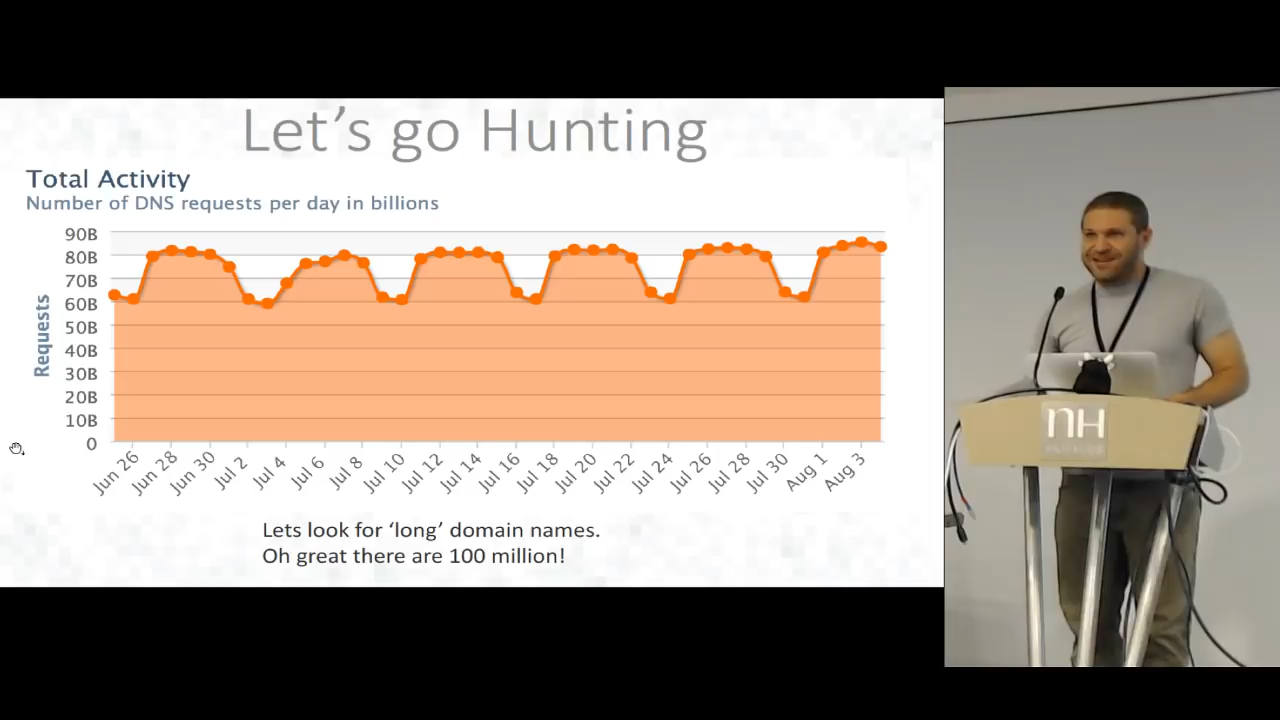 Let's go Hunting
Total Activity
Number of DNS requests per day in billions
90B
80B
70B
60B
50B
40B
30B
20B
10B
0
Requests
Jun 26
Jun 28
Jun 30
Jul 2
Jul 4
Jul 6
Jul 8
Jul 10
Jul 12
Jul 14
Jul 16
Jul 18
Jul 20
Jul 22
Jul 24
Jul 26
Jul 28
Jul 30
Aug 1
Aug 3
Lets look for ‘long’ domain names.
Oh great there are 100 million!
NH